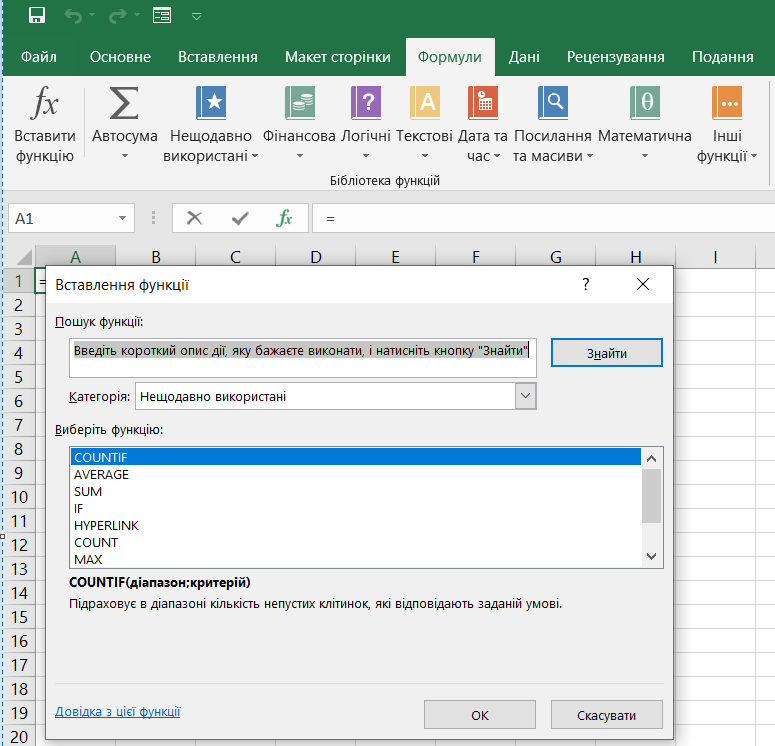 Файл Основне Вставлення Макет сторінки Формули Дані Рецензування Подання
fx Σ ? A θ
Вставити функцію Автосума Нещодавно використані Фінансова Логічні Текстові Дата та час Посилання та масиви Математична Інші функції
Бібліотека функцій
A1 fx =
A B C D E F G H I
1 =
2
3
4
5
6
7
8
9
10
11
12
13
14
15
16
17
18
19
20
Вставлення функції ?
Пошук функції:
Введіть короткий опис дії, яку бажаєте виконати, і натисніть кнопку "Знайти"
Знайти
Категорія: Нещодавно використані
Виберіть функцію:
COUNTIF
AVERAGE
SUM
IF
HYPERLINK
COUNT
MAX
COUNTIF(діапазон;критерій)
Підраховує в діапазоні кількість непустих клітинок, які відповідають заданій умові.
Довідка з цієї функції
ОК Скасувати